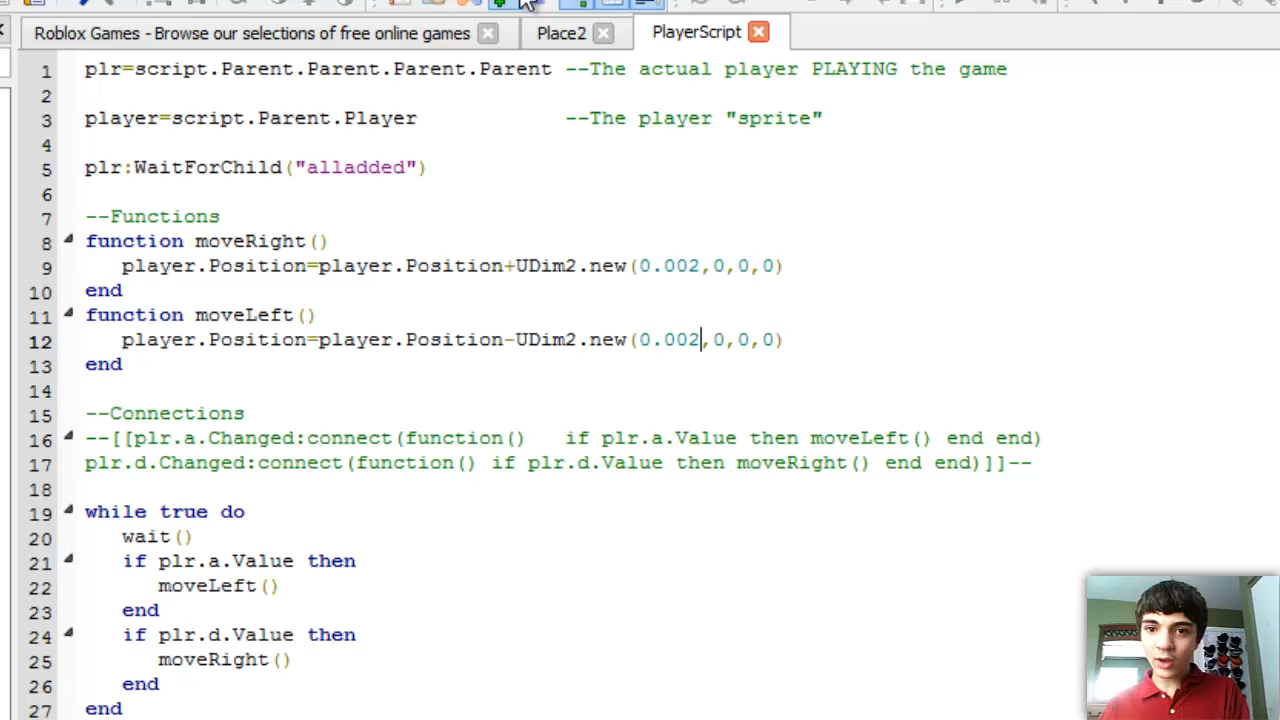 Roblox Games - Browse our selections of free online games
Place2
PlayerScript
1 plr=script.Parent.Parent.Parent.Parent --The actual player PLAYING the game
2
3 player=script.Parent.Player --The player "sprite"
4
5 plr:WaitForChild("alladded")
6
7 --Functions
8 function moveRight()
9 player.Position=player.Position+UDim2.new(0.002,0,0,0)
10 end
11 function moveLeft()
12 player.Position=player.Position-UDim2.new(0.002,0,0,0)
13 end
14
15 --Connections
16 --[[plr.a.Changed:connect(function() if plr.a.Value then moveLeft() end end)
17 plr.d.Changed:connect(function() if plr.d.Value then moveRight() end end)]]--
18
19 while true do
20 wait()
21 if plr.a.Value then
22 moveLeft()
23 end
24 if plr.d.Value then
25 moveRight()
26 end
27 end